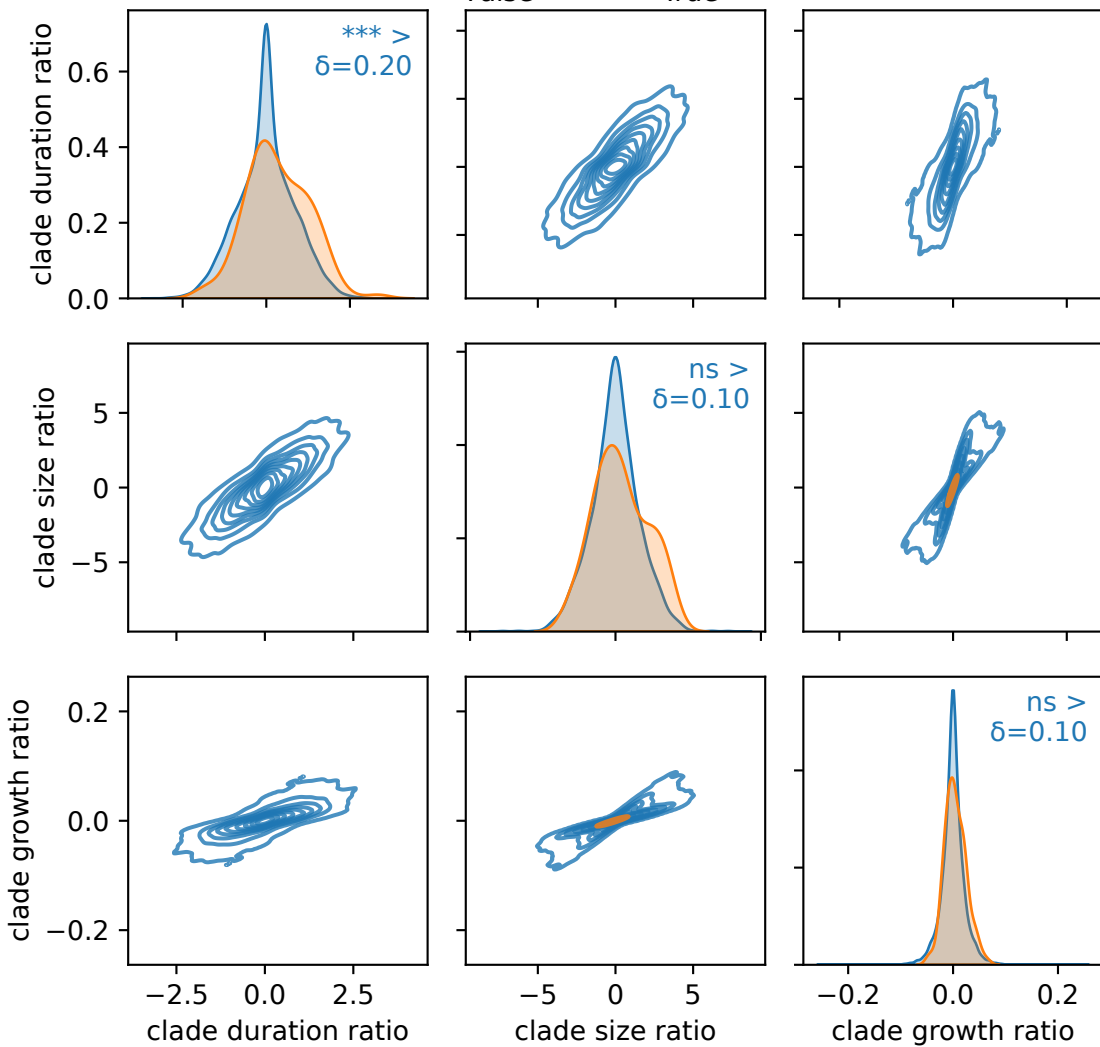 clade duration ratio
0.6
0.4
0.2
0.0
*** >
δ=0.20
clade size ratio
5
0
−5
ns >
δ=0.10
clade growth ratio
0.2
0.0
−0.2
ns >
δ=0.10
−2.5 0.0 2.5
−5 0 5
−0.2 0.0 0.2
clade duration ratio
clade size ratio
clade growth ratio